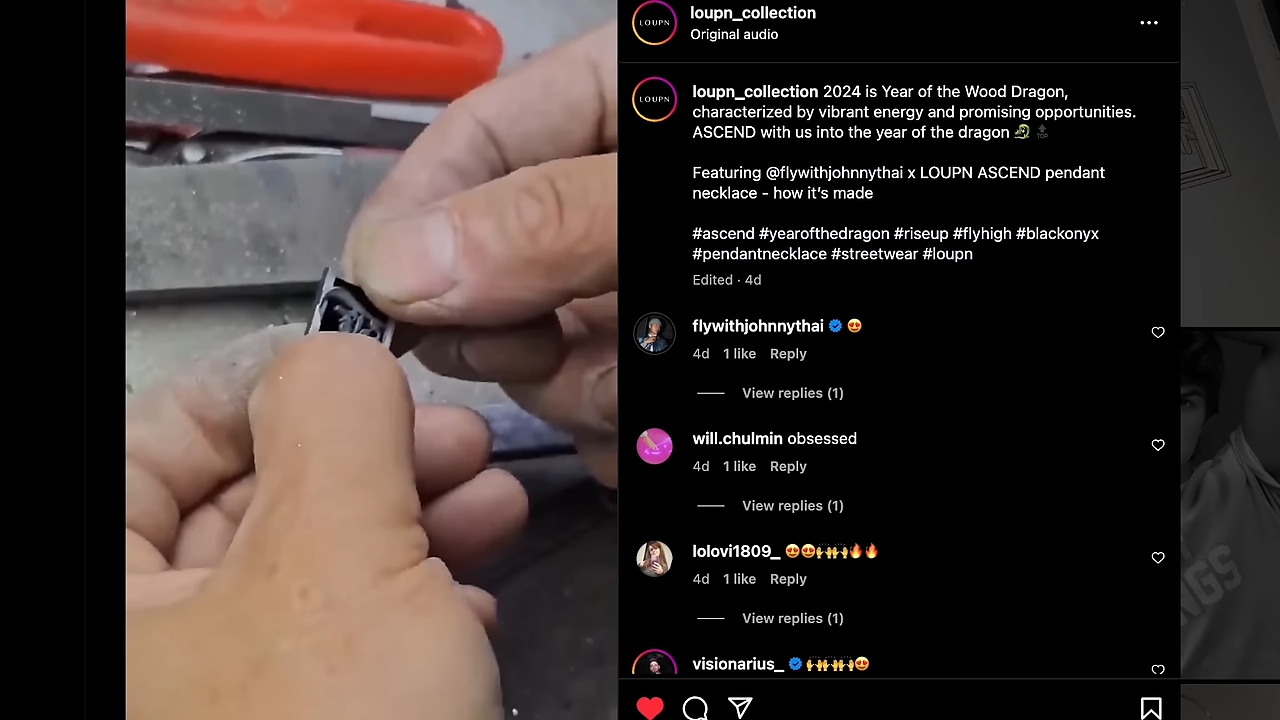 LOUPN
loupn_collection
Original audio
LOUPN
loupn_collection 2024 is Year of the Wood Dragon,
characterized by vibrant energy and promising opportunities.
ASCEND with us into the year of the dragon 🐉 🔝
Featuring @flywithjohnnythai x LOUPN ASCEND pendant
necklace - how it’s made
#ascend #yearofthedragon #riseup #flyhigh #blackonyx
#pendantnecklace #streetwear #loupn
Edited · 4d
flywithjohnnythai 😍
4d 1 like Reply
View replies (1)
will.chulmin obsessed
4d 1 like Reply
View replies (1)
lolovi1809_ 😍😍🙌🙌🔥🔥
4d 1 like Reply
View replies (1)
visionarius_ 🙌🙌🙌😍